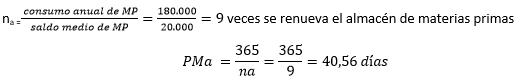 na = consumo anual de MP / saldo medio de MP = 180.000 / 20.000 = 9 veces se renueva el almacén de materias primas
PMa = 365 / na = 365 / 9 = 40,56 días